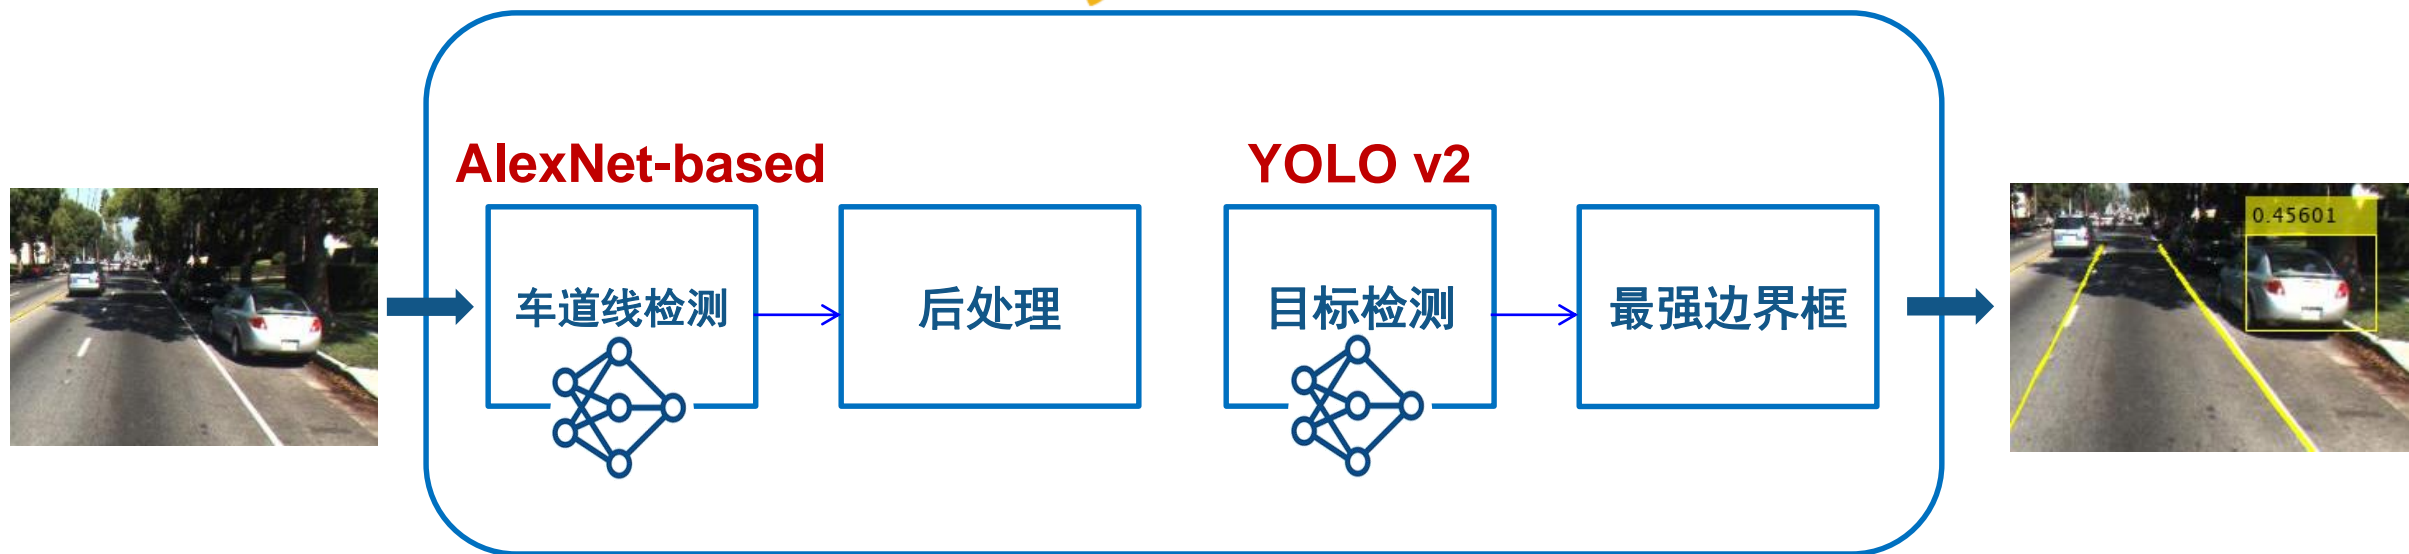 AlexNet-based
YOLO v2
车道线检测
后处理
目标检测
最强边界框
0.45601